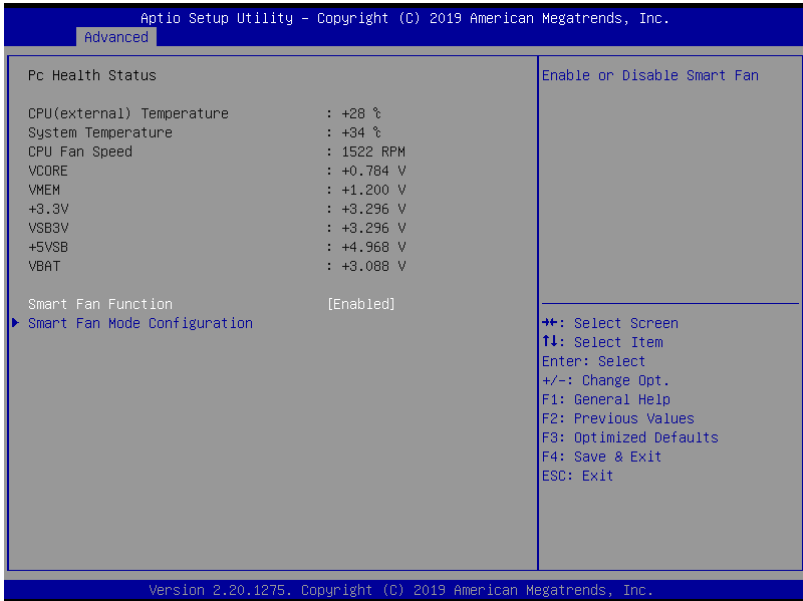 Aptio Setup Utility – Copyright (C) 2019 American Megatrends, Inc.
Advanced
Pc Health Status
CPU(external) Temperature : +28 ℃
System Temperature : +34 ℃
CPU Fan Speed : 1522 RPM
VCORE : +0.784 V
VMEM : +1.200 V
+3.3V : +3.296 V
VSB3V : +3.296 V
+5VSB : +4.968 V
VBAT : +3.088 V
Smart Fan Function [Enabled]
Smart Fan Mode Configuration
Enable or Disable Smart Fan
→←: Select Screen
↑↓: Select Item
Enter: Select
+/-: Change Opt.
F1: General Help
F2: Previous Values
F3: Optimized Defaults
F4: Save & Exit
ESC: Exit
Version 2.20.1275. Copyright (C) 2019 American Megatrends, Inc.